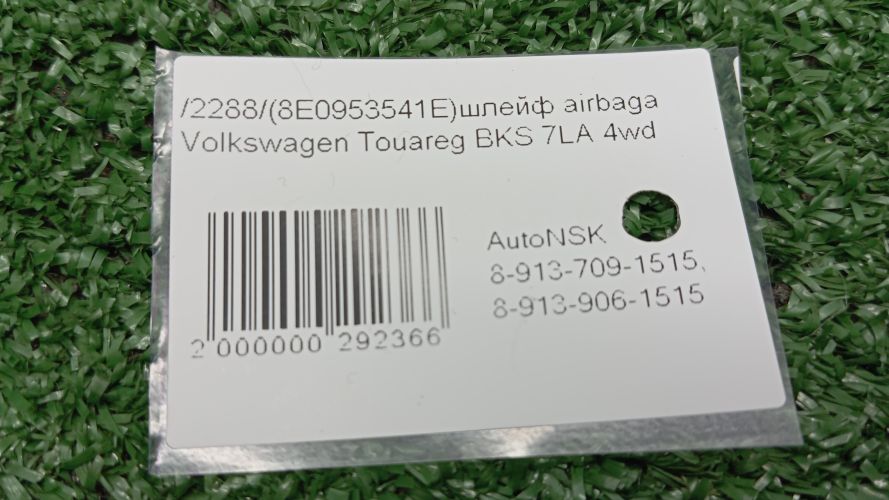 /2288/(8E0953541E)шлейф airbaga
Volkswagen Touareg BKS 7LA 4wd
AutoNSK
8-913-709-1515,
8-913-906-1515
2 000000 292366